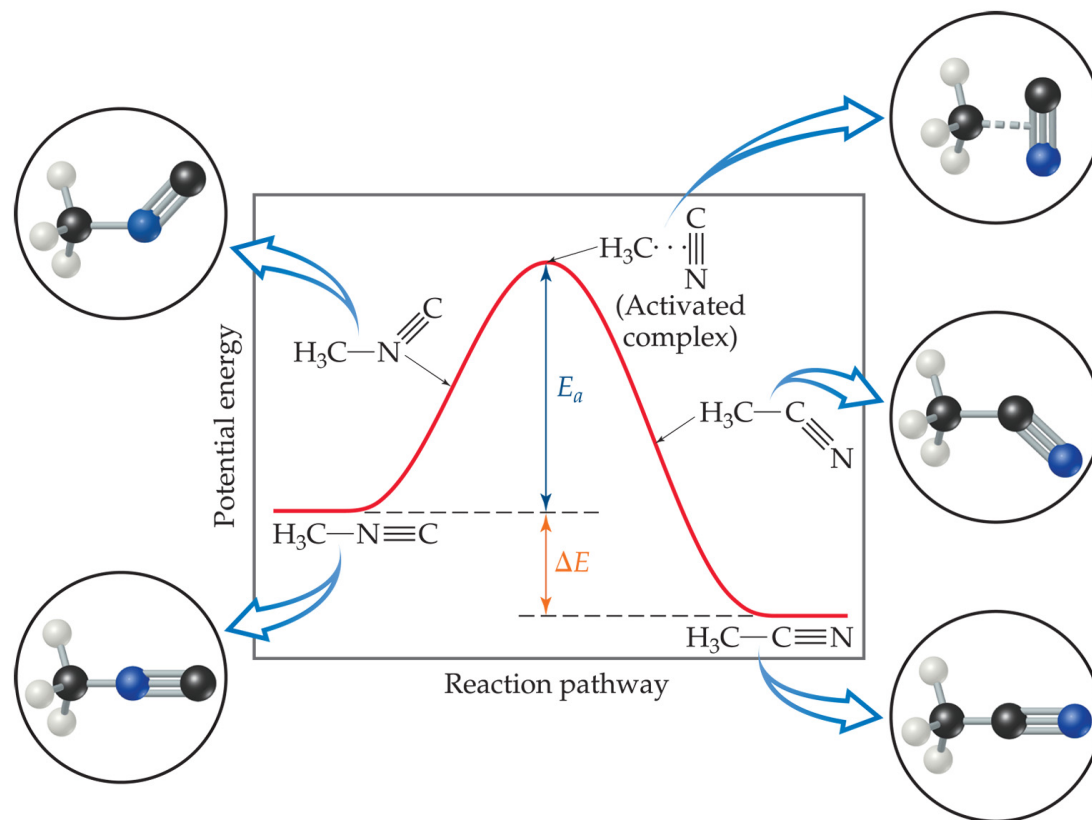 C
H₃C···|||
N
(Activated
complex)
C
H₃C—N≡
Eₐ
H₃C—C≡
N
Potential energy
H₃C—N≡C
ΔE
H₃C—C≡N
Reaction pathway